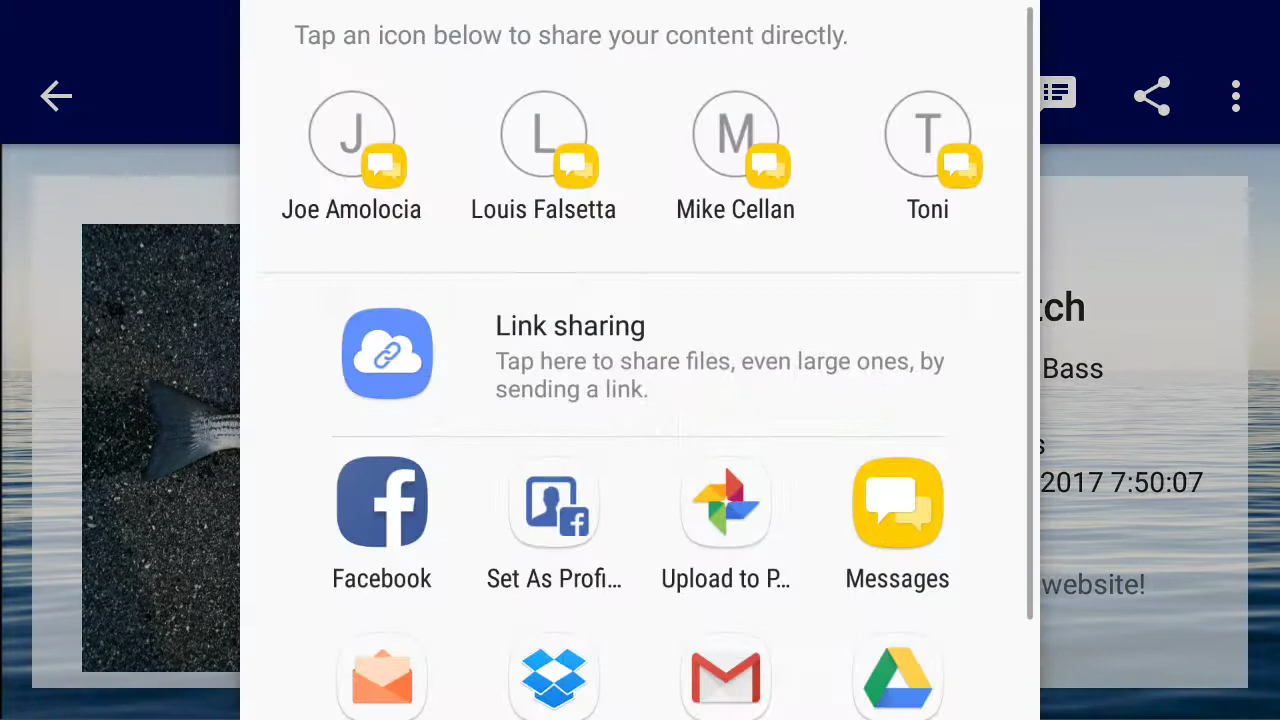 Tap an icon below to share your content directly.
J
L
M
T
Joe Amolocia
Louis Falsetta
Mike Cellan
Toni
Link sharing
Tap here to share files, even large ones, by
sending a link.
Facebook
Set As Profi...
Upload to P...
Messages
tch
Bass
s
2017 7:50:07
website!